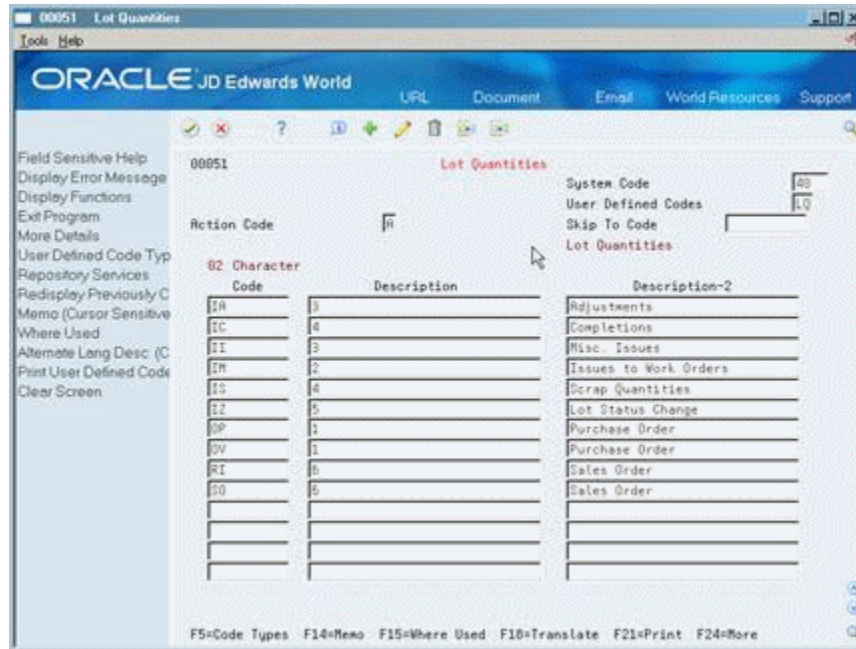 00051 Lot Quantities
Tools Help
ORACLE JD Edwards World
URL Document Email World Resources Support
Field Sensitive Help
Display Error Message
Display Functions
Exit Program
More Details
User Defined Code Typ
Repository Services
Redisplay Previously C
Memo (Cursor Sensitive
Where Used
Alternate Lang Desc (C
Print User Defined Code
Clear Screen
00051 Lot Quantities
System Code 40
User Defined Codes LQ
Action Code A Skip To Code
Lot Quantities
02 Character
Code Description Description-2
IA 3 Adjustments
IC 4 Completions
II 3 Misc. Issues
IM 2 Issues to Work Orders
IS 4 Scrap Quantities
IZ 5 Lot Status Change
OP 1 Purchase Order
OV 1 Purchase Order
RI 6 Sales Order
SO 6 Sales Order
F5=Code Types F14=Memo F15=Where Used F18=Translate F21=Print F24=More